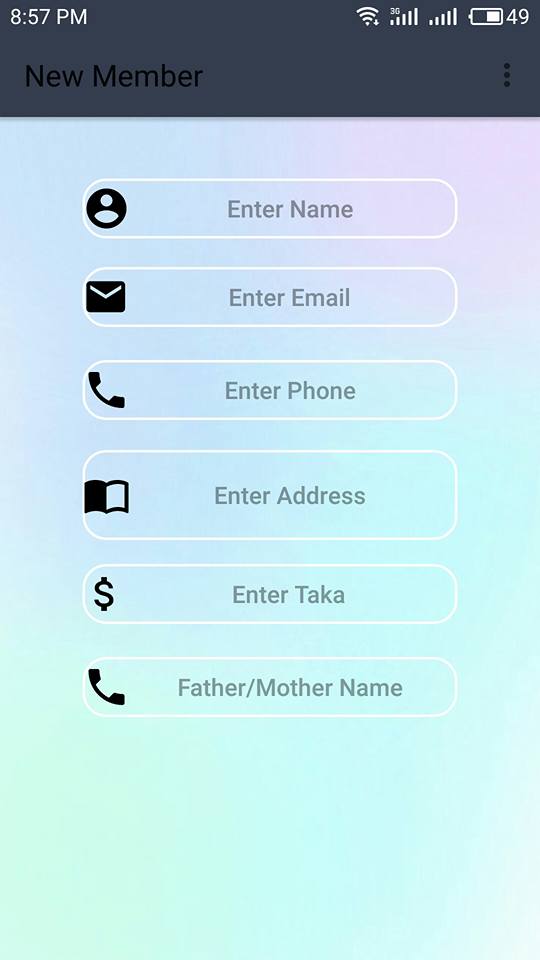 8:57 PM 3G 49
New Member
Enter Name
Enter Email
Enter Phone
Enter Address
$ Enter Taka
Father/Mother Name